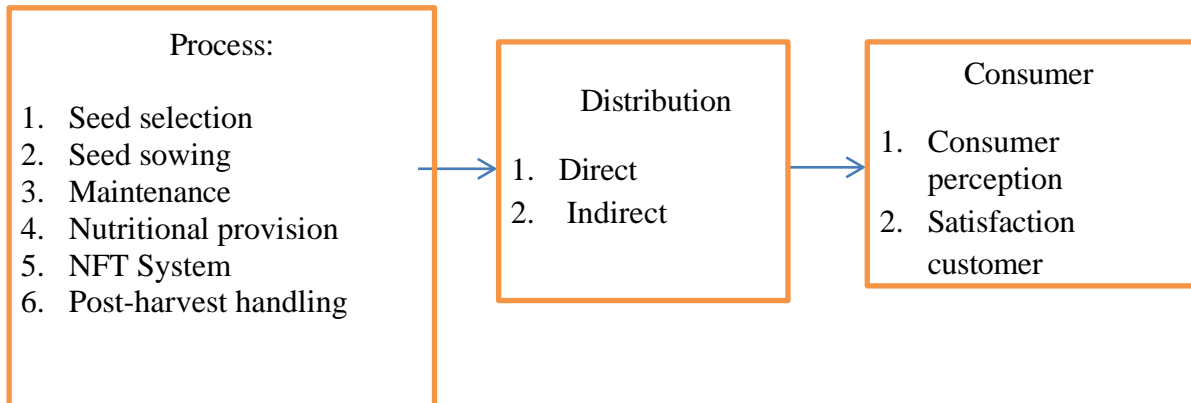 Process:
1. Seed selection
2. Seed sowing
3. Maintenance
4. Nutritional provision
5. NFT System
6. Post-harvest handling
Distribution
1. Direct
2. Indirect
Consumer
1. Consumer
perception
2. Satisfaction
customer